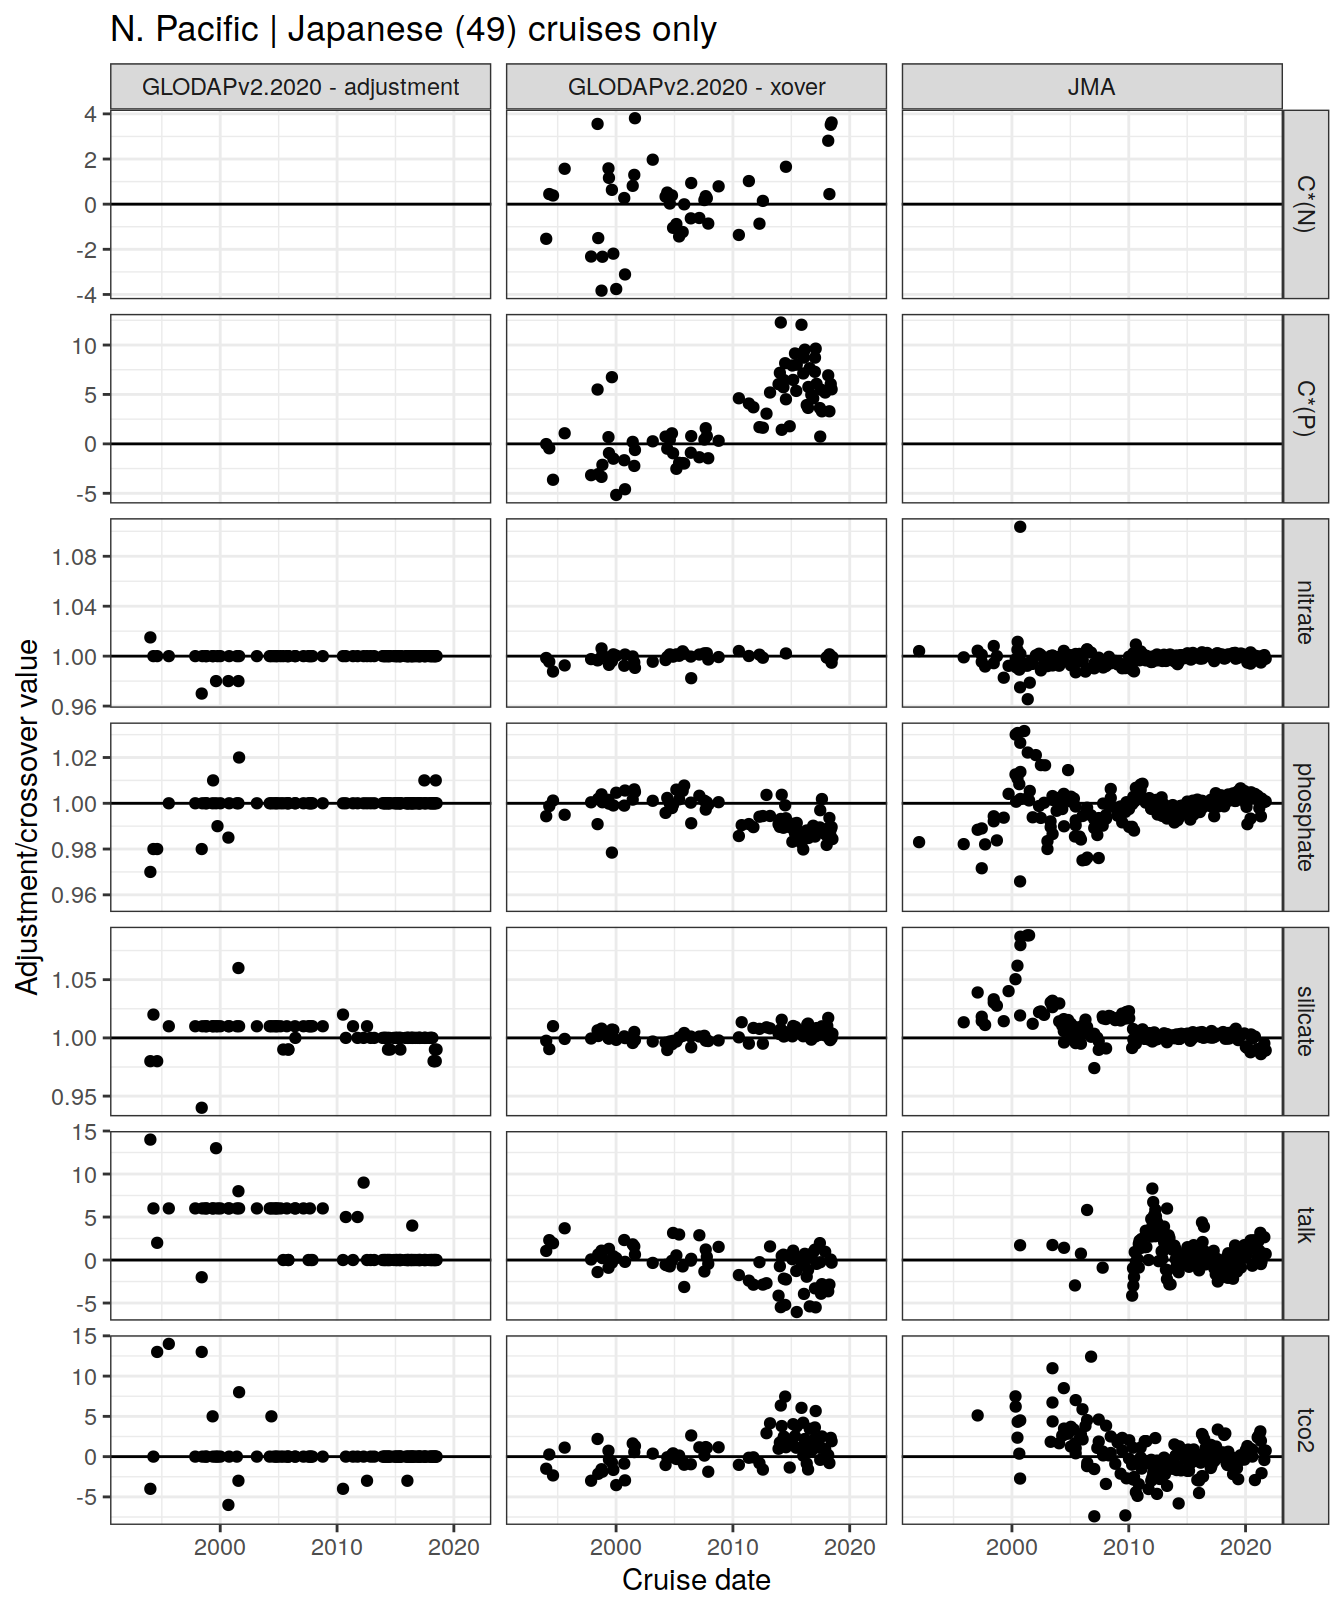 N. Pacific | Japanese (49) cruises only
GLODAPv2.2020 - adjustment
GLODAPv2.2020 - xover
JMA
4
2
0
-2
-4
C*(N)
10
5
0
-5
C*(P)
1.08
1.04
1.00
0.96
nitrate
1.02
1.00
0.98
0.96
phosphate
1.05
1.00
0.95
silicate
15
10
5
0
-5
talk
15
10
5
0
-5
tco2
Adjustment/crossover value
2000 2010 2020
2000 2010 2020
2000 2010 2020
Cruise date